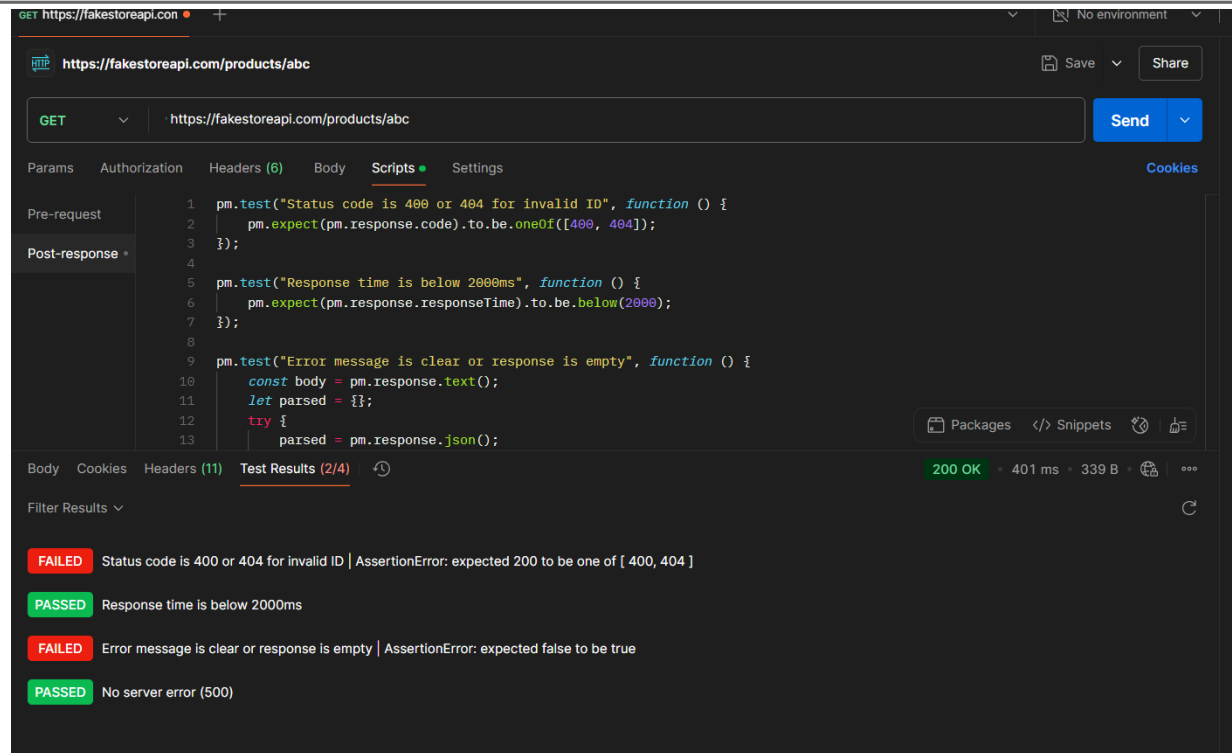 GET https://fakestoreapi.con
No environment
HTTP https://fakestoreapi.com/products/abc
Save
Share
GET https://fakestoreapi.com/products/abc
Send
Params Authorization Headers (6) Body Scripts Settings
Cookies
Pre-request
Post-response
1 pm.test("Status code is 400 or 404 for invalid ID", function () {
2 pm.expect(pm.response.code).to.be.oneOf([400, 404]);
3 });
4
5 pm.test("Response time is below 2000ms", function () {
6 pm.expect(pm.response.responseTime).to.be.below(2000);
7 });
8
9 pm.test("Error message is clear or response is empty", function () {
10 const body = pm.response.text();
11 let parsed = {};
12 try {
13 parsed = pm.response.json();
Packages </> Snippets
Body Cookies Headers (11) Test Results (2/4)
200 OK • 401 ms • 339 B
Filter Results
FAILED Status code is 400 or 404 for invalid ID | AssertionError: expected 200 to be one of [ 400, 404 ]
PASSED Response time is below 2000ms
FAILED Error message is clear or response is empty | AssertionError: expected false to be true
PASSED No server error (500)